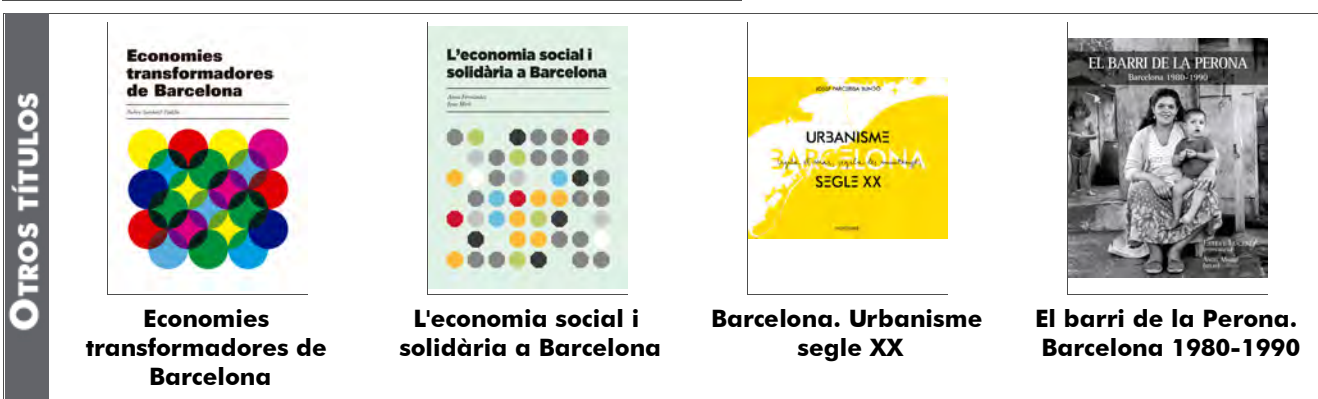 OTROS TÍTULOS
Economies
transformadores
de Barcelona
L'economia social i
solidària a Barcelona
URBANISME
BARCELONA
SEGLE XX
EL BARRI DE LA PERONA
Barcelona 1980-1990
Economies
transformadores de
Barcelona
L'economia social i
solidària a Barcelona
Barcelona. Urbanisme
segle XX
El barri de la Perona.
Barcelona 1980-1990